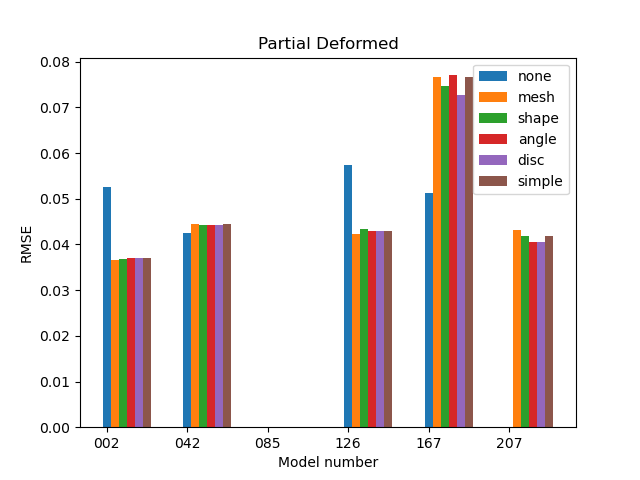 Partial Deformed
0.08
0.07
0.06
0.05
0.04
0.03
0.02
0.01
0.00
RMSE
none
mesh
shape
angle
disc
simple
002 042 085 126 167 207
Model number